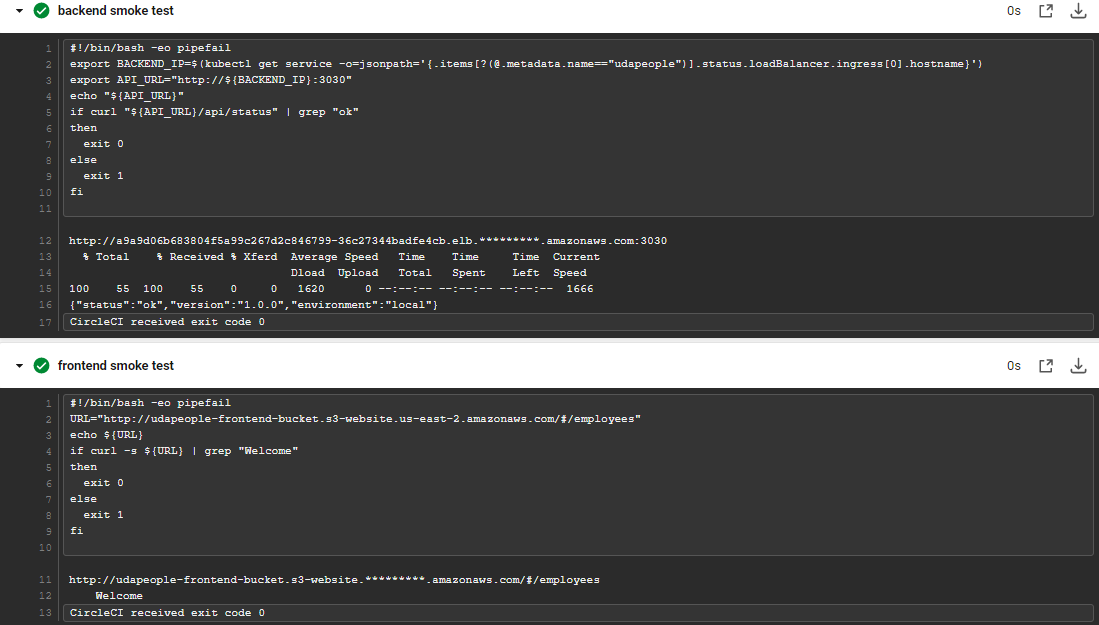 backend smoke test 0s
1 #!/bin/bash -eo pipefail
2 export BACKEND_IP=$(kubectl get service -o=jsonpath='{.items[?(@.metadata.name=="udapeople")].status.loadBalancer.ingress[0].hostname}')
3 export API_URL="http://${BACKEND_IP}:3030"
4 echo "${API_URL}"
5 if curl "${API_URL}/api/status" | grep "ok"
6 then
7   exit 0
8 else
9   exit 1
10 fi
11
12 http://a9a9d06b683804f5a99c267d2c846799-36c27344badfe4cb.elb.*********.amazonaws.com:3030
13   % Total    % Received % Xferd  Average Speed   Time    Time     Time  Current
14                                  Dload  Upload   Total   Spent    Left  Speed
15 100    55  100    55    0     0   1620      0 --:--:-- --:--:-- --:--:--  1666
16 {"status":"ok","version":"1.0.0","environment":"local"}
17 CircleCI received exit code 0
frontend smoke test 0s
1 #!/bin/bash -eo pipefail
2 URL="http://udapeople-frontend-bucket.s3-website.us-east-2.amazonaws.com/#/employees"
3 echo ${URL}
4 if curl -s ${URL} | grep "Welcome"
5 then
6   exit 0
7 else
8   exit 1
9 fi
10
11 http://udapeople-frontend-bucket.s3-website.*********.amazonaws.com/#/employees
12     Welcome
13 CircleCI received exit code 0